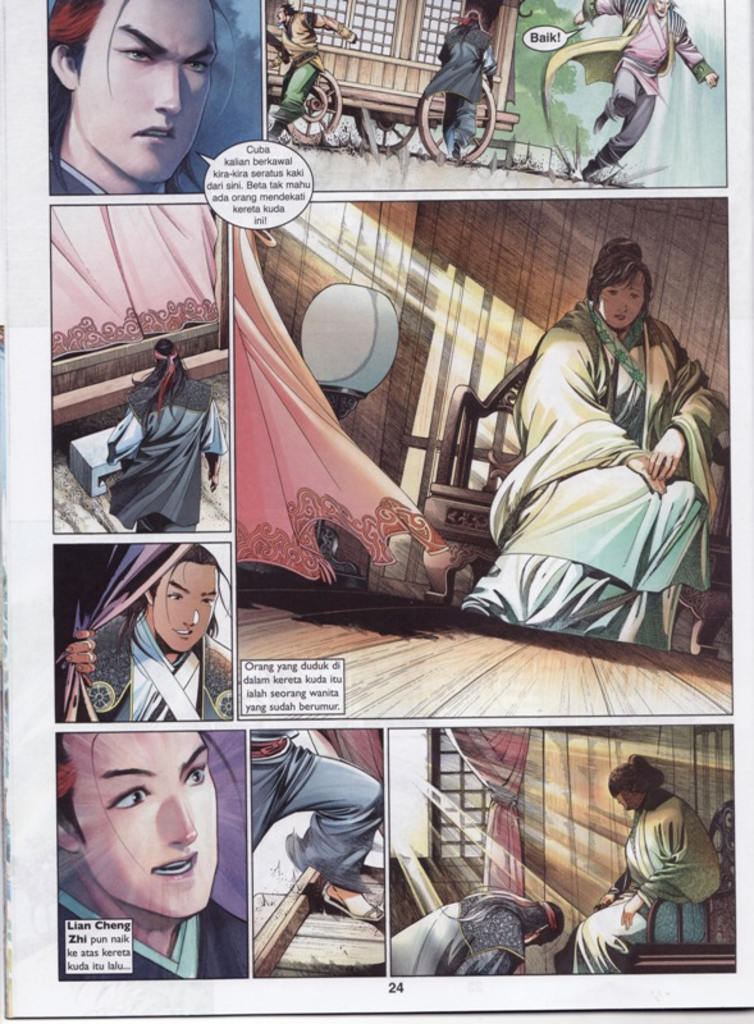 Baik!
Cuba
kalian berkawal
kira-kira seratus kaki
dari sini. Beta tak mahu
ada orang mendekati
kereta kuda
ini!
Orang yang duduk di
dalam kereta kuda itu
ialah seorang wanita
yang sudah berumur.
Lian Cheng
Zhi pun naik
ke atas kereta
kuda itu lalu...
24